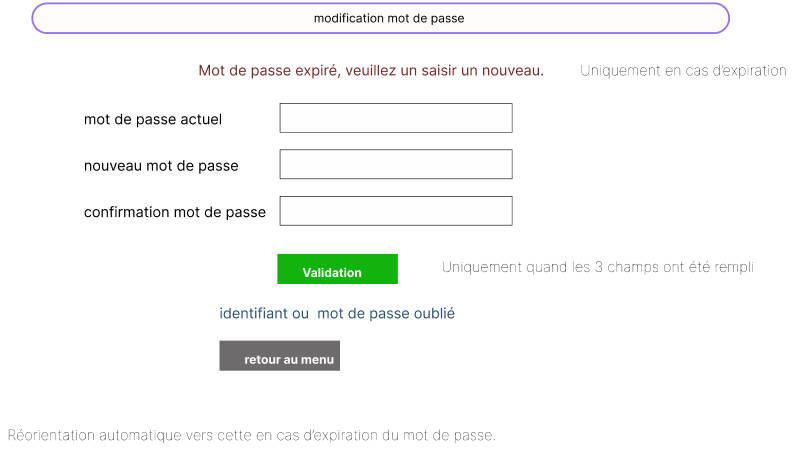 modification mot de passe
Mot de passe expiré, veuillez un saisir un nouveau. Uniquement en cas d'expiration
mot de passe actuel
nouveau mot de passe
confirmation mot de passe
Validation Uniquement quand les 3 champs ont été rempli
identifiant ou mot de passe oublié
retour au menu
Réorientation automatique vers cette en cas d'expiration du mot de passe.